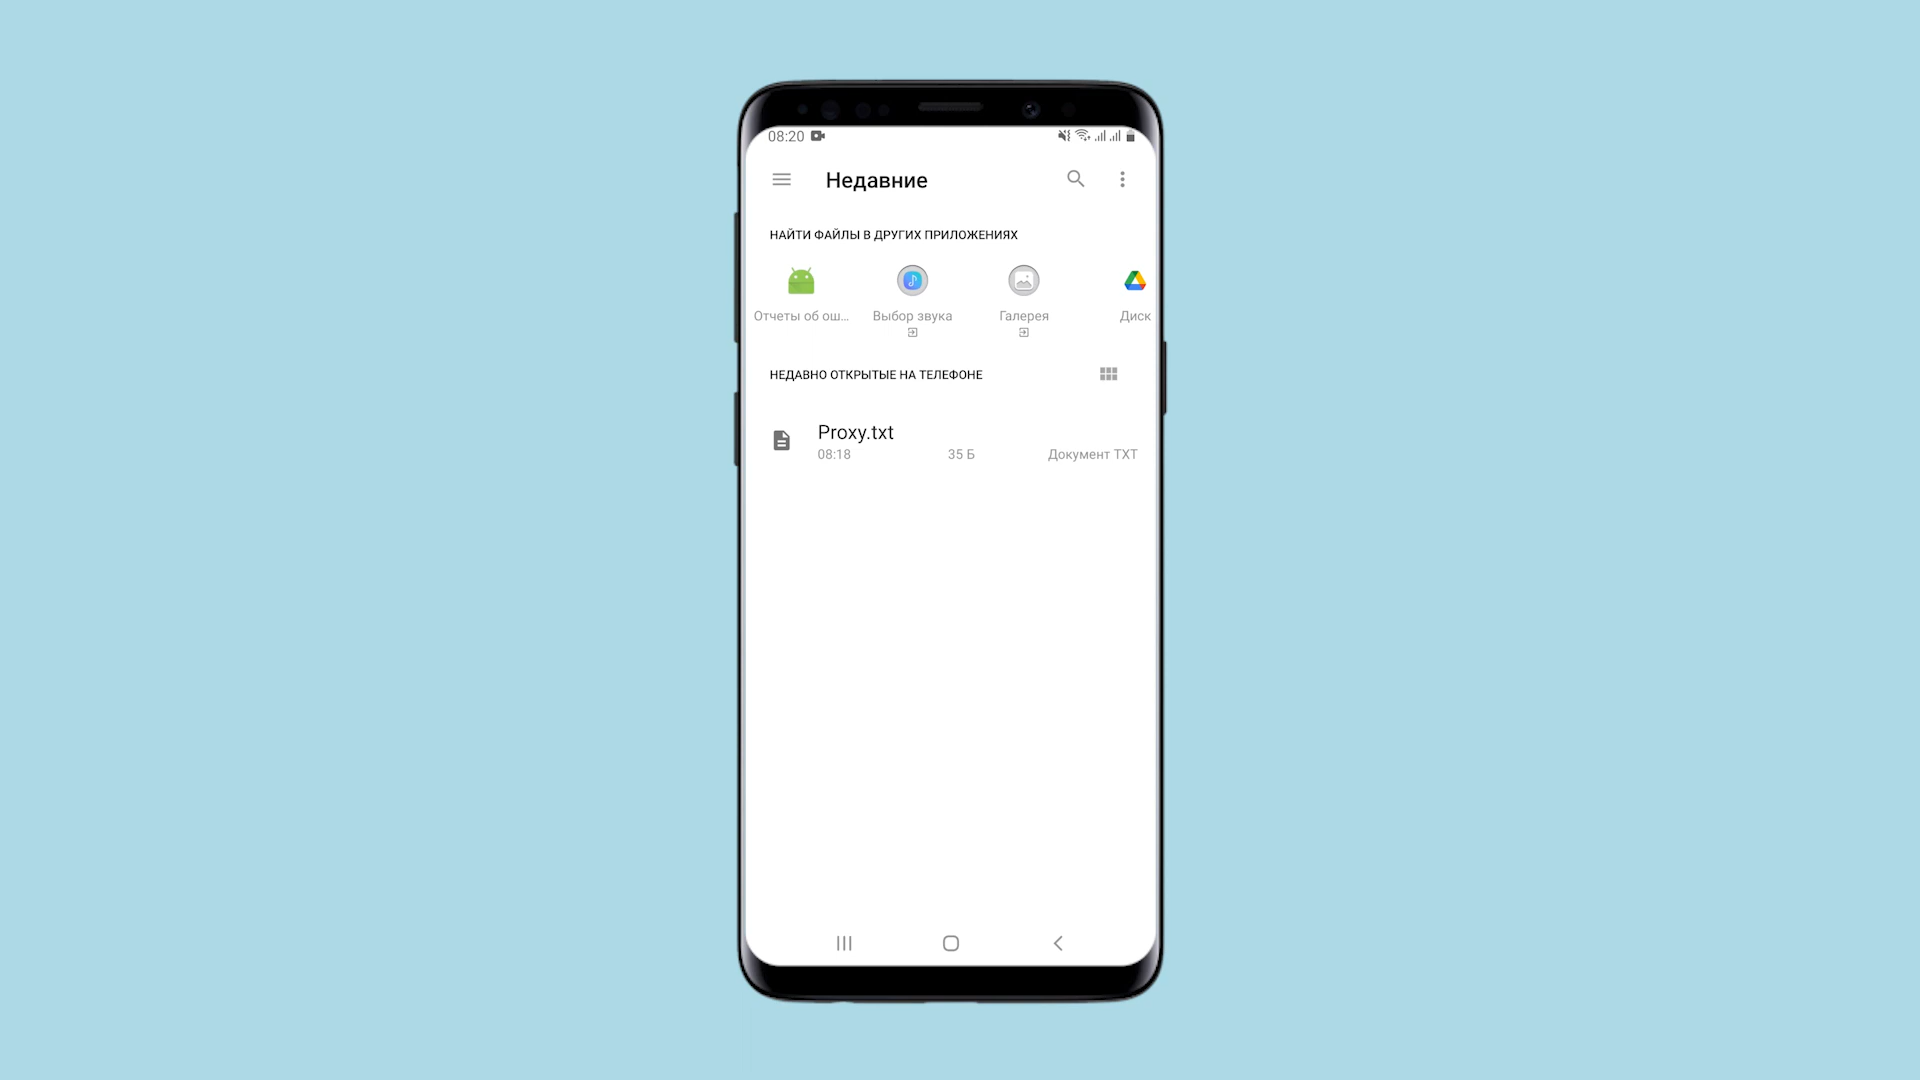 08:20
Недавние
НАЙТИ ФАЙЛЫ В ДРУГИХ ПРИЛОЖЕНИЯХ
Отчеты об ош...
Выбор звука
Галерея
Диск
НЕДАВНО ОТКРЫТЫЕ НА ТЕЛЕФОНЕ
Proxy.txt
08:18 35 Б Документ TXT